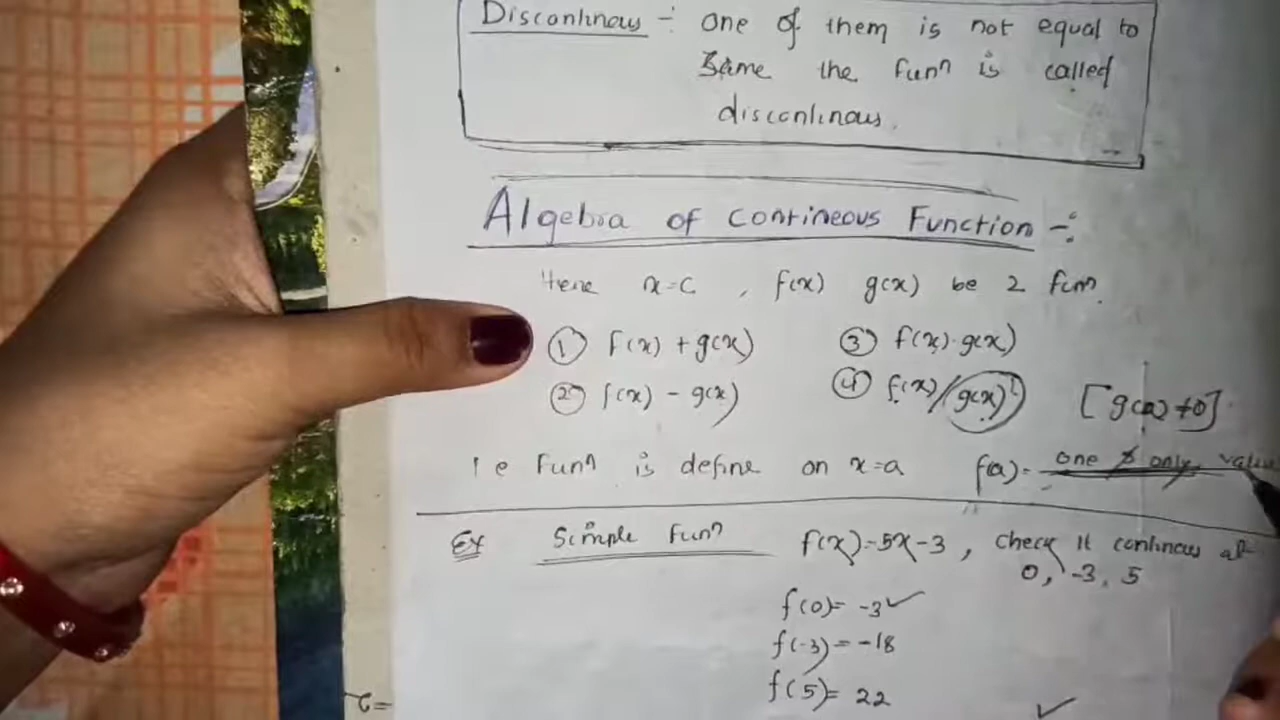 Discontinous ÷ one of them is not equal to
same the funⁿ is called
discontinous.
Algebra of contineous Function ÷
Here x=c , f(x) g(x) be 2 funⁿ.
① f(x) + g(x) ③ f(x)·g(x)
② f(x) - g(x) ④ f(x)/g(x) [g(a) ≠0]
ie Funⁿ is define on x=a f(a)= one & only value
Ex Simple Funⁿ f(x)=5x-3, check it continous at
0, -3, 5
f(0)= -3 ✓
f(-3) = -18
f(5)= 22
✓